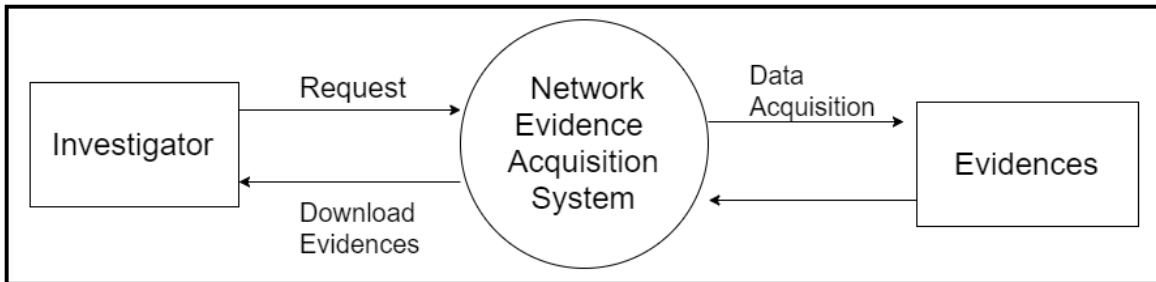 Investigator
Request
Download
Evidences
Network
Evidence
Acquisition
System
Data
Acquisition
Evidences